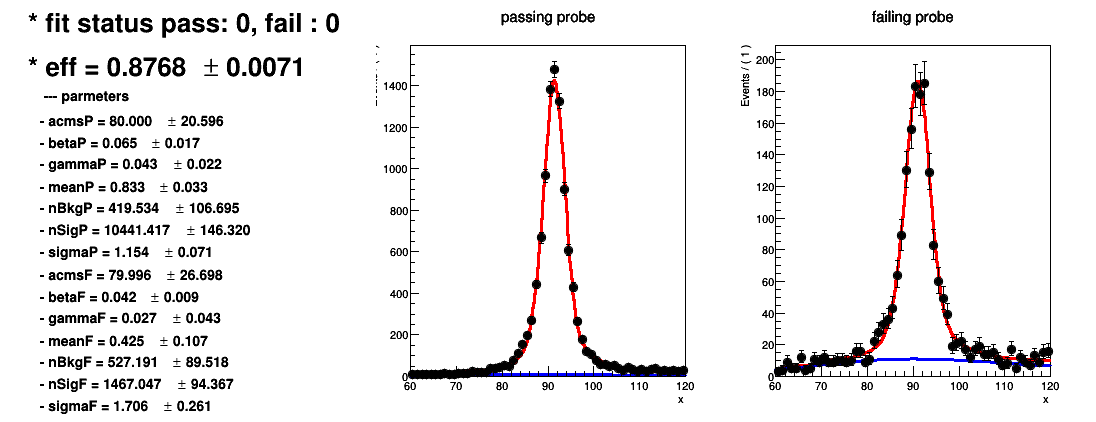 * fit status pass: 0, fail : 0
* eff = 0.8768 ± 0.0071
--- parmeters
- acmsP = 80.000 ± 20.596
- betaP = 0.065 ± 0.017
- gammaP = 0.043 ± 0.022
- meanP = 0.833 ± 0.033
- nBkgP = 419.534 ± 106.695
- nSigP = 10441.417 ± 146.320
- sigmaP = 1.154 ± 0.071
- acmsF = 79.996 ± 26.698
- betaF = 0.042 ± 0.009
- gammaF = 0.027 ± 0.043
- meanF = 0.425 ± 0.107
- nBkgF = 527.191 ± 89.518
- nSigF = 1467.047 ± 94.367
- sigmaF = 1.706 ± 0.261
passing probe
1400
1200
1000
800
600
400
200
0
60 70 80 90 100 110 120
x
failing probe
Events / ( 1 )
200
180
160
140
120
100
80
60
40
20
0
60 70 80 90 100 110 120
x